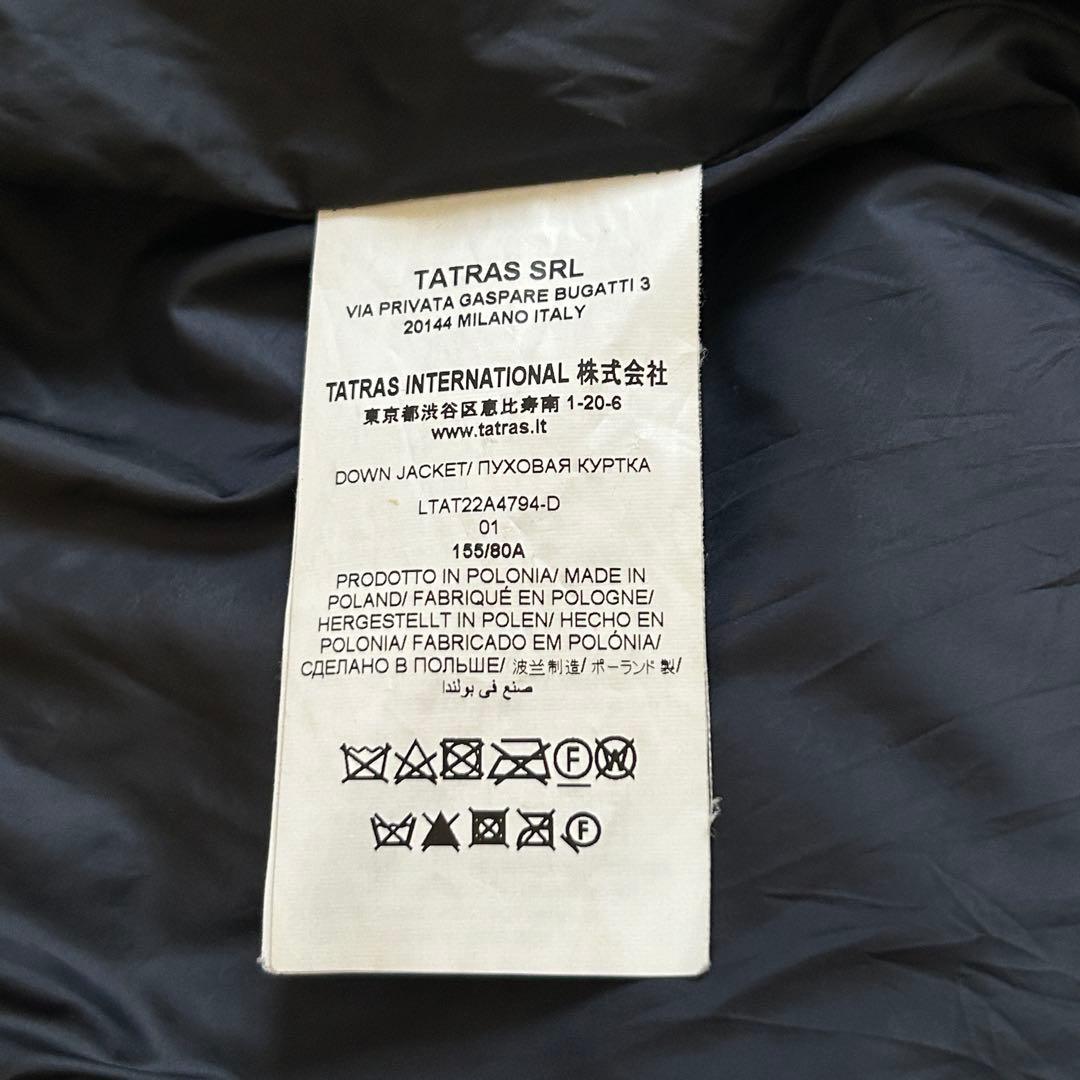 TATRAS SRL
VIA PRIVATA GASPARE BUGATTI 3
20144 MILANO ITALY
TATRAS INTERNATIONAL 株式会社
東京都渋谷区恵比寿南 1-20-6
www.tatras.it
DOWN JACKET/ ПУХОВАЯ КУРТКА
LTAT22A4794-D
01
155/80A
PRODOTTO IN POLONIA/ MADE IN
POLAND/ FABRIQUÉ EN POLOGNE/
HERGESTELLT IN POLEN/ HECHO EN
POLONIA/ FABRICADO EM POLÓNIA/
СДЕЛАНО В ПОЛЬШЕ/ 波兰制造/ ポーランド製/
صنع في بولندا
F W
F